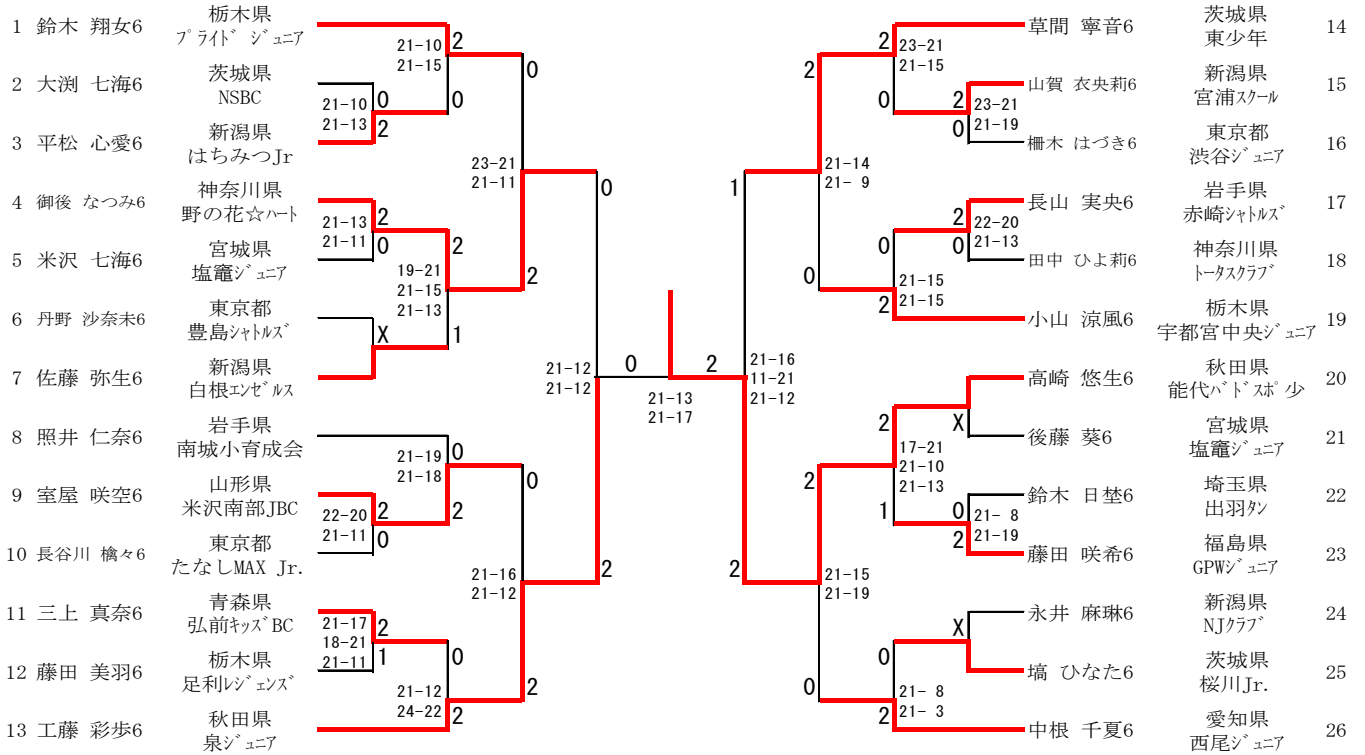 1 鈴木 翔女6 栃木県
プライドジュニア
2 大渕 七海6 茨城県
NSBC
3 平松 心愛6 新潟県
はちみつJr
4 御後 なつみ6 神奈川県
野の花☆ハート
5 米沢 七海6 宮城県
塩竈ジュニア
6 丹野 沙奈未6 東京都
豊島シャトルズ
7 佐藤 弥生6 新潟県
白根エンゼルス
8 照井 仁奈6 岩手県
南城小育成会
9 室屋 咲空6 山形県
米沢南部JBC
10 長谷川 檎々6 東京都
たなしMAX Jr.
11 三上 真奈6 青森県
弘前キッズBC
12 藤田 美羽6 栃木県
足利レジェンズ
13 工藤 彩歩6 秋田県
泉ジュニア
21-10
21-15
2
0
21-10
21-13
0
2
0
23-21
21-11
0
2
21-13
21-11
2
0
19-21
21-15
21-13
2
1
X
21-12
21-12
0
2
21-19
21-18
0
2
22-20
21-11
2
0
21-16
21-12
0
2
21-17
18-21
21-11
2
1
21-12
24-22
0
2
0
2
21-13
21-17
21-16
11-21
21-12
1
2
21-14
21- 9
2
0
23-21
21-15
2
0
23-21
21-19
2
0
22-20
21-13
2
0
21-15
21-15
0
2
21-15
21-19
2
0
17-21
21-10
21-13
2
1
X
21- 8
21-19
0
2
X
21- 8
21- 3
0
2
草間 寧音6 茨城県 14
東少年
山賀 衣央莉6 新潟県 15
宮浦スクール
柵木 はづき6 東京都 16
渋谷ジュニア
長山 実央6 岩手県 17
赤崎シャトルズ
田中 ひよ莉6 神奈川県 18
トータスクラブ
小山 涼風6 栃木県 19
宇都宮中央ジュニア
高崎 悠生6 秋田県 20
能代バドスポ少
後藤 葵6 宮城県 21
塩竈ジュニア
鈴木 日埜6 埼玉県 22
出羽タン
藤田 咲希6 福島県 23
GPWジュニア
永井 麻琳6 新潟県 24
NJクラブ
塙 ひなた6 茨城県 25
桜川Jr.
中根 千夏6 愛知県 26
西尾ジュニア